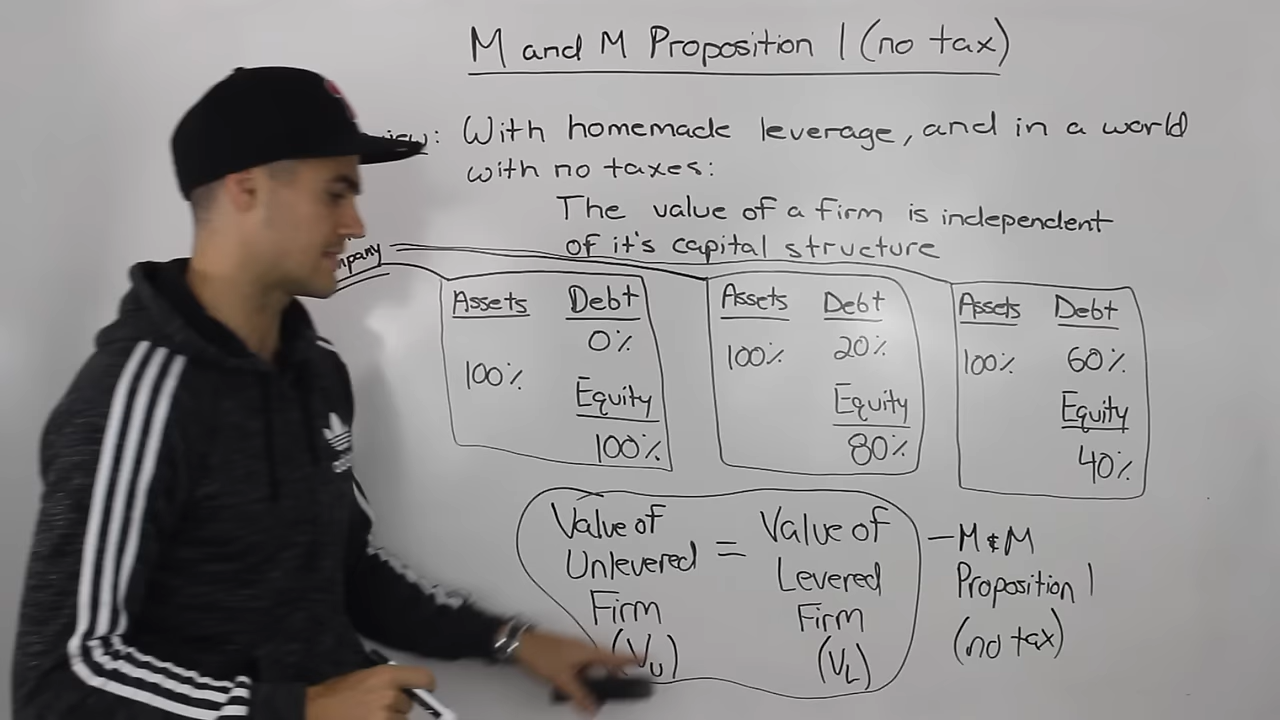 M and M Proposition 1 (no tax)
With homemade leverage, and in a world
with no taxes:
The value of a firm is independent
of it's capital structure
Assets Debt
0%
100%
Equity
100%
Assets Debt
100% 20%
Equity
80%
Assets Debt
100% 60%
Equity
40%
Value of
Unlevered
Firm
(VU)
=
Value of
Levered
Firm
(VL)
– M & M
Proposition 1
(no tax)